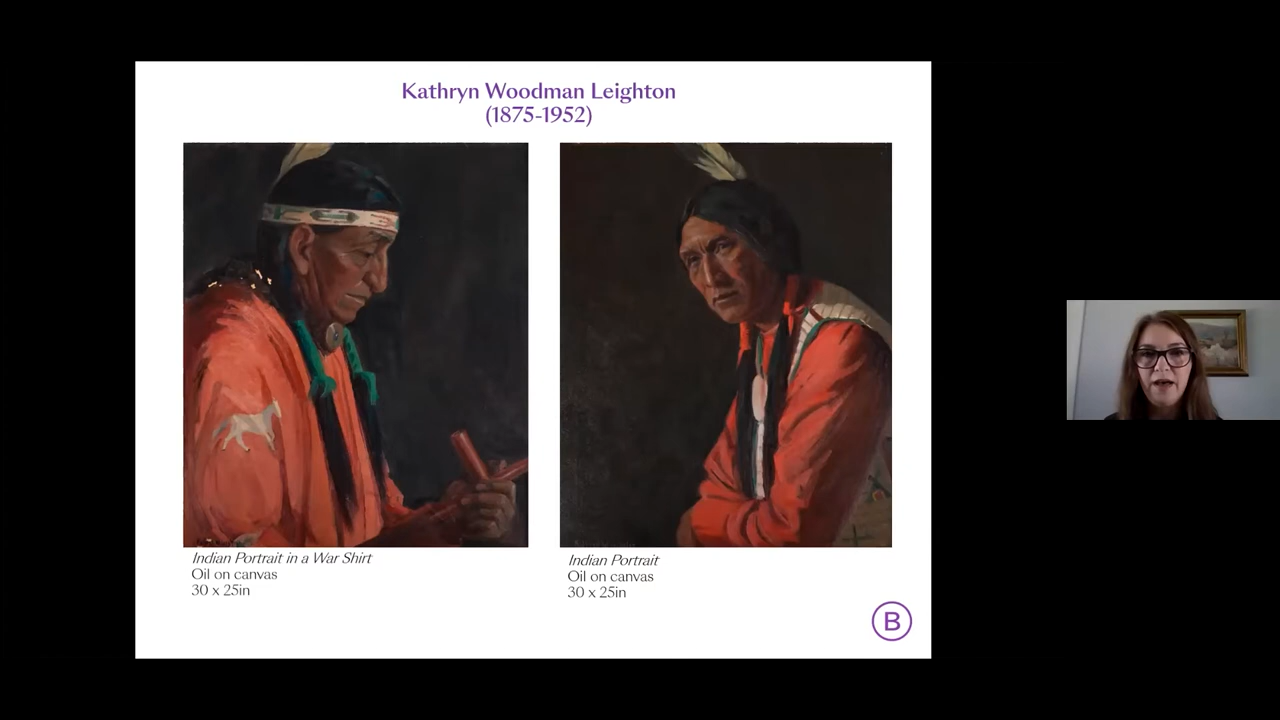 Kathryn Woodman Leighton
(1875-1952)
Indian Portrait in a War Shirt
Oil on canvas
30 x 25in
Indian Portrait
Oil on canvas
30 x 25in
B